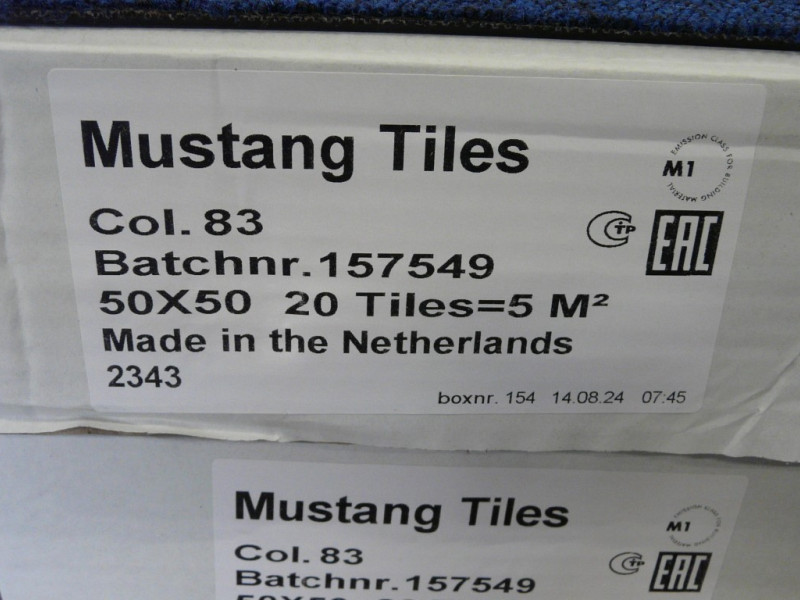 Mustang Tiles
EMISSION CLASS FOR BUILDING MATERIAL
M1
Col. 83
Batchnr. 157549
EAC
50X50 20 Tiles=5 M²
Made in the Netherlands
2343
boxnr. 154 14.08.24 07:45
Mustang Tiles
M1
Col. 83
Batchnr. 157549
EAC